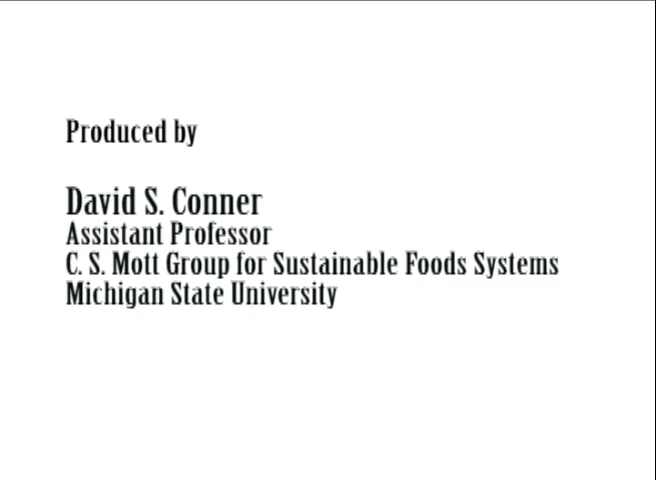 Produced by
David S. Conner
Assistant Professor
C. S. Mott Group for Sustainable Foods Systems
Michigan State University